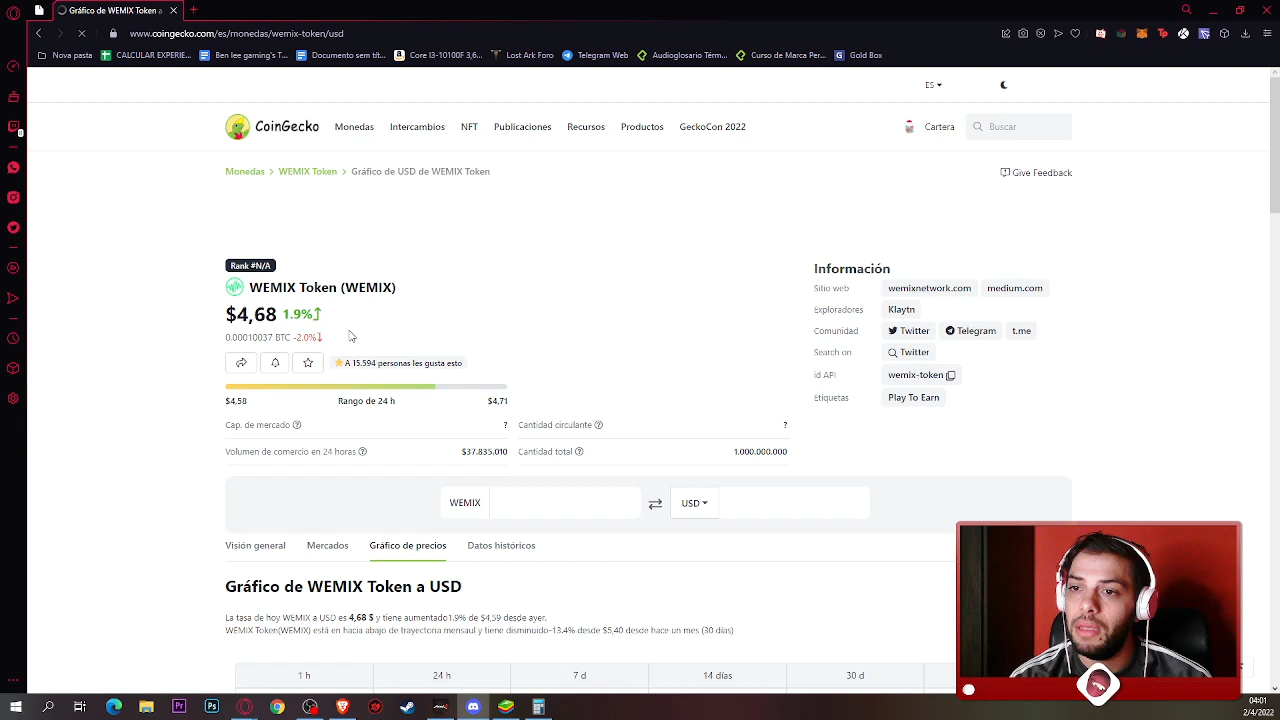 Gráfico de WEMIX Token a
www.coingecko.com/es/monedas/wemix-token/usd
Nova pasta
CALCULAR EXPERIENC...
Ben lee gaming's T...
Documento sem tít...
Core I3-10100F 3,6...
Lost Ark Foro
Telegram Web
Audioglosario Térm...
Curso de Marca Per...
Gold Box
ES
CoinGecko
Monedas
Intercambios
NFT
Publicaciones
Recursos
Productos
GeckoCon 2022
Cartera
Buscar
Monedas > WEMIX Token > Gráfico de USD de WEMIX Token
Give Feedback
Rank #N/A
WEMIX Token (WEMIX)
$4,68 1.9%
0.00010037 BTC -2.0%
A 15.594 personas les gusta esto
$4,58 Rango de 24 h $4,71
Cap. de mercado ?
Cantidad circulante ?
Volumen de comercio en 24 horas $37.835.010
Cantidad total 1.000.000.000
Información
Sitio web wemixnetwork.com medium.com
Exploradores Klaytn
Comunidad Twitter Telegram t.me
Search on Twitter
id API wemix-token
Etiquetas Play To Earn
WEMIX
USD
Visión general
Mercados
Gráfico de precios
Datos históricos
Gráfico de WEMIX Token a USD
La tasa de hoy WEMIX a USD es 4,68 $ y tiene aumentado1.9% de $4,59 desde ayer.
WEMIX Token(WEMIX) está en hacia abajo de trayectoria mensaul y tiene disminuido-13.4% desde $5,40 desde hace un mes (30 días)
1 h
24 h
7 d
14 días
30 d
04:01
2/4/2022